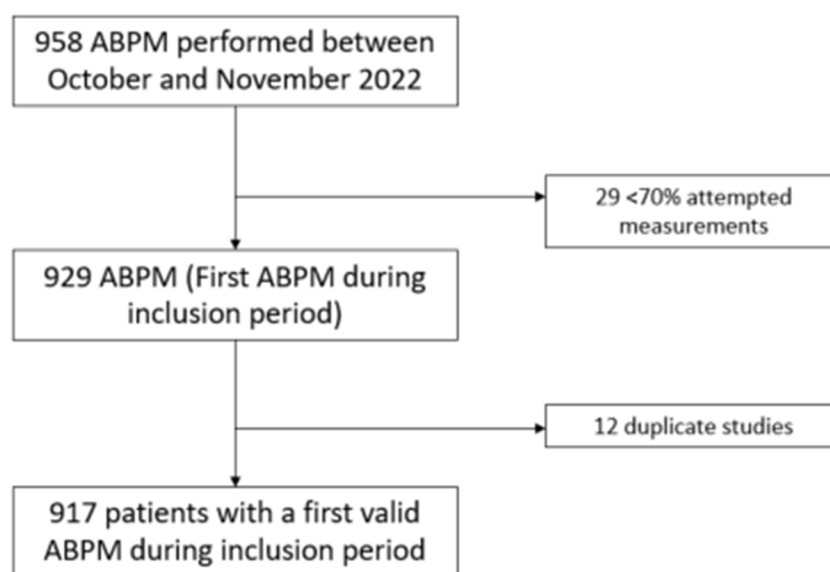 958 ABPM performed between
October and November 2022
29 <70% attempted
measurements
929 ABPM (First ABPM during
inclusion period)
12 duplicate studies
917 patients with a first valid
ABPM during inclusion period